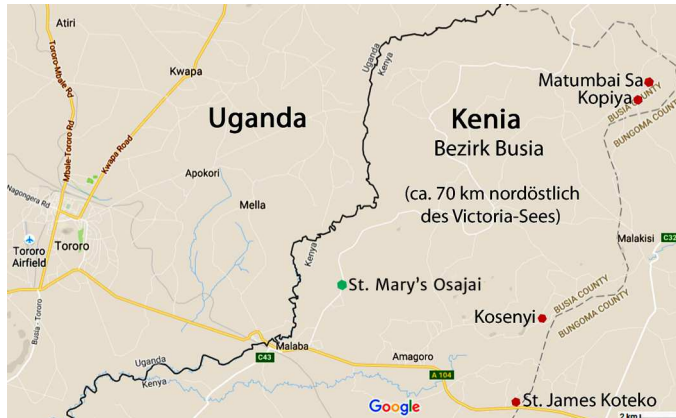 Atiri
Tororo-Mbale Rd
Kwapa
Uganda
Kenya
Matumbai Sa
Kopiya
BUSIA COUNTY
BUNGOMA COUNTY
Uganda
Kenia
Bezirk Busia
Mbale-Tororo Rd
Kwapa Road
Apokori
(ca. 70 km nordöstlich
des Victoria-Sees)
Nagongera Rd
Mella
Malakisi
C32
Tororo
Tororo
Airfield
Kenya
St. Mary's Osajai
BUSIA COUNTY
BUNGOMA COUNTY
Kosenyi
Busia - Tororo
Malaba
Uganda
Kenya
C43
Amagoro
A 104
St. James Koteko
Google
2 km